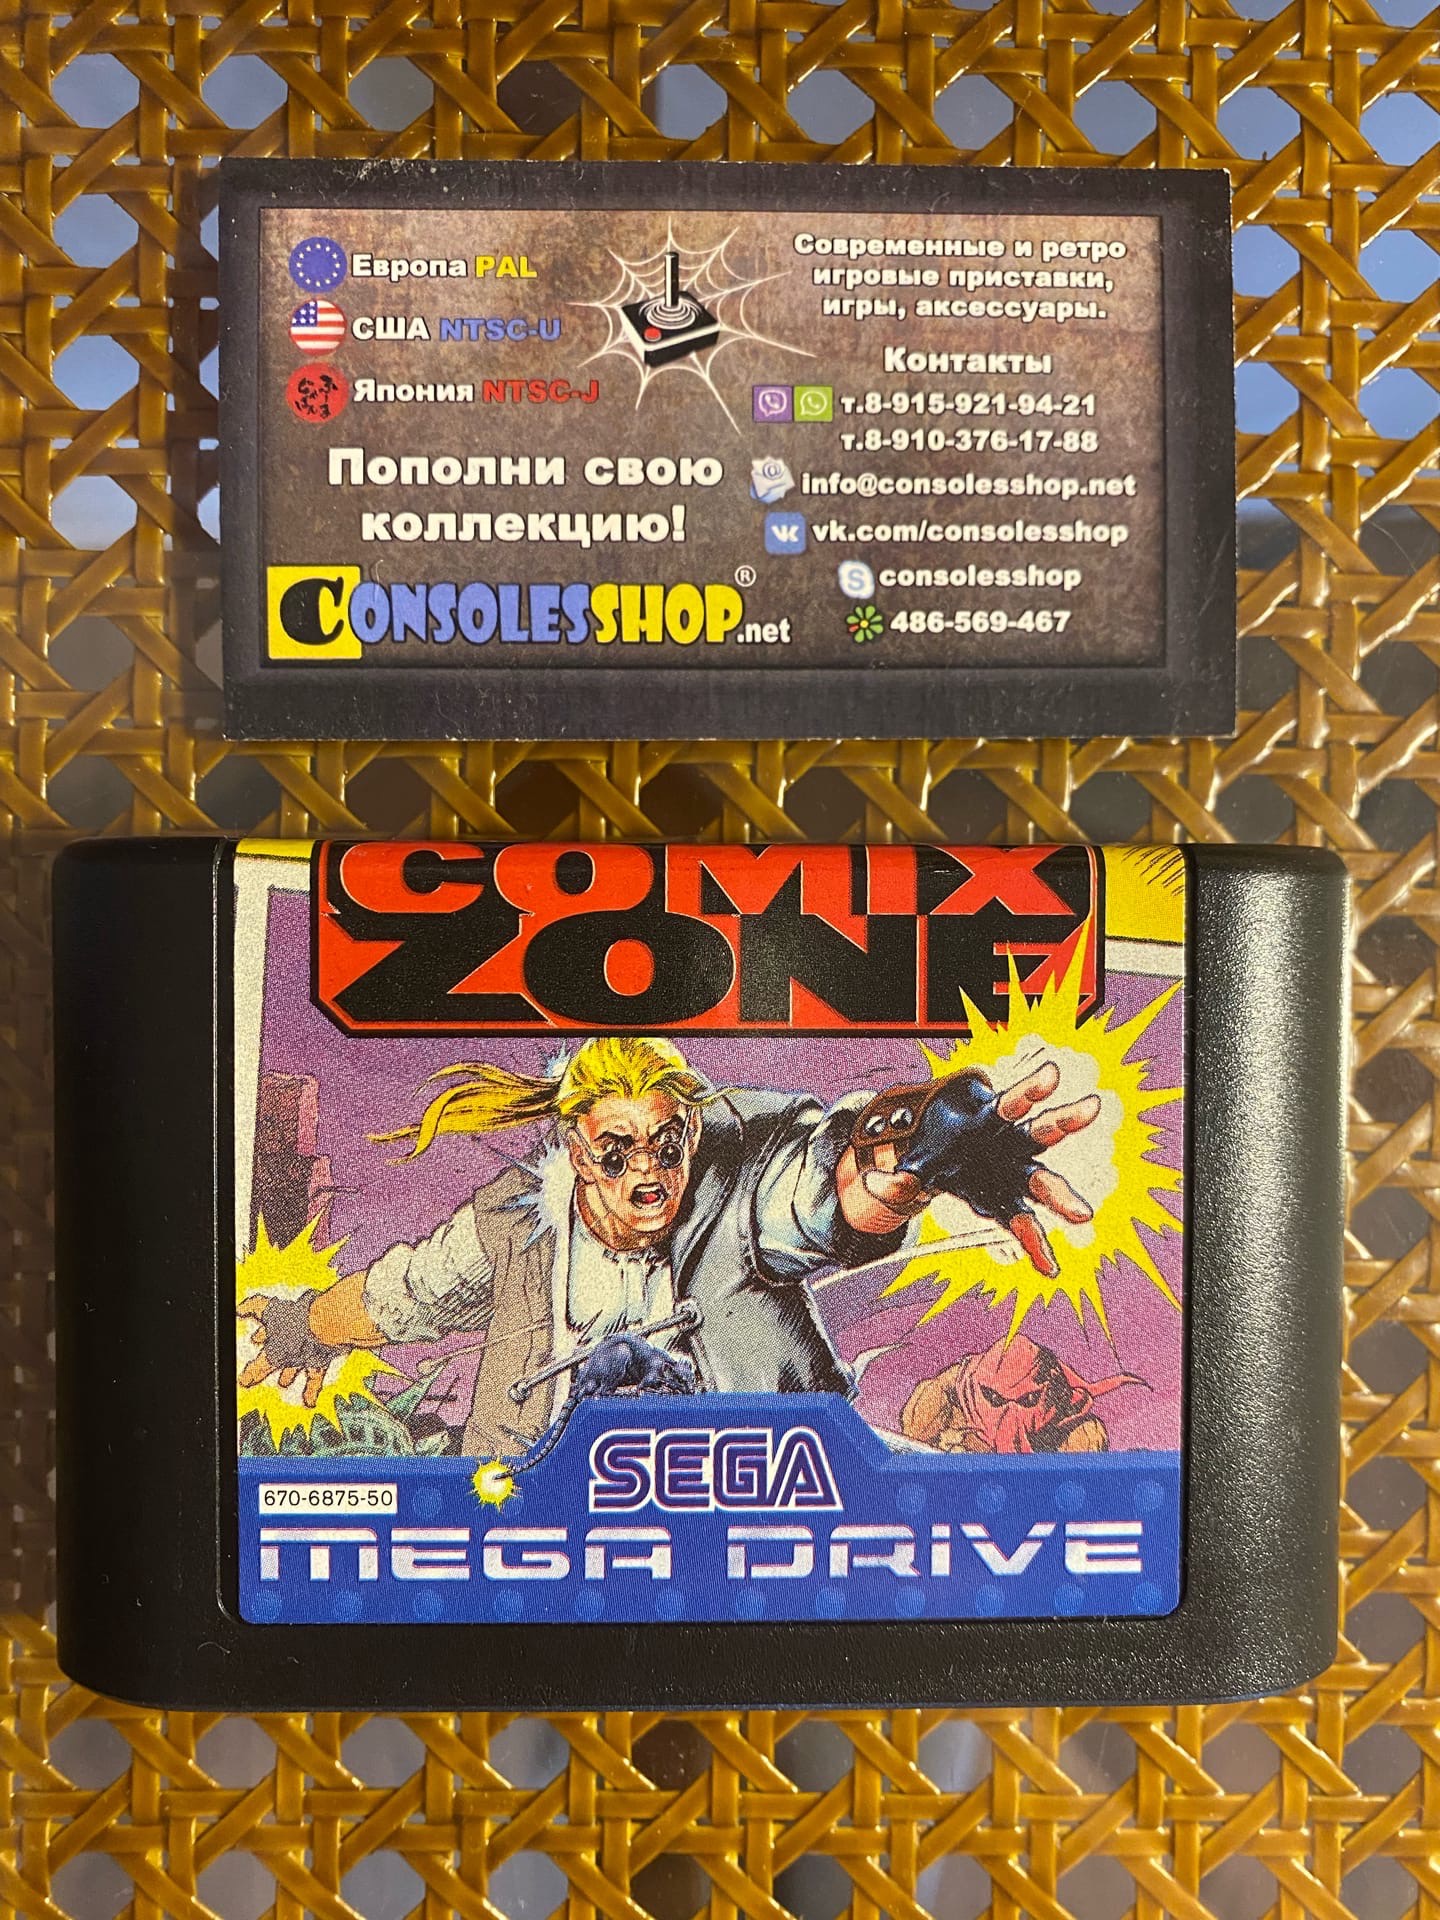 Европа PAL
США NTSC-U
Япония NTSC-J
Пополни свою
коллекцию!
CONSOLESSHOP.net®
Современные и ретро
игровые приставки,
игры, аксессуары.
Контакты
т.8-915-921-94-21
т.8-910-376-17-88
info@consolesshop.net
vk.com/consolesshop
consolesshop
486-569-467
COMIX
ZONE
SEGA
670-6875-50
MEGA DRIVE